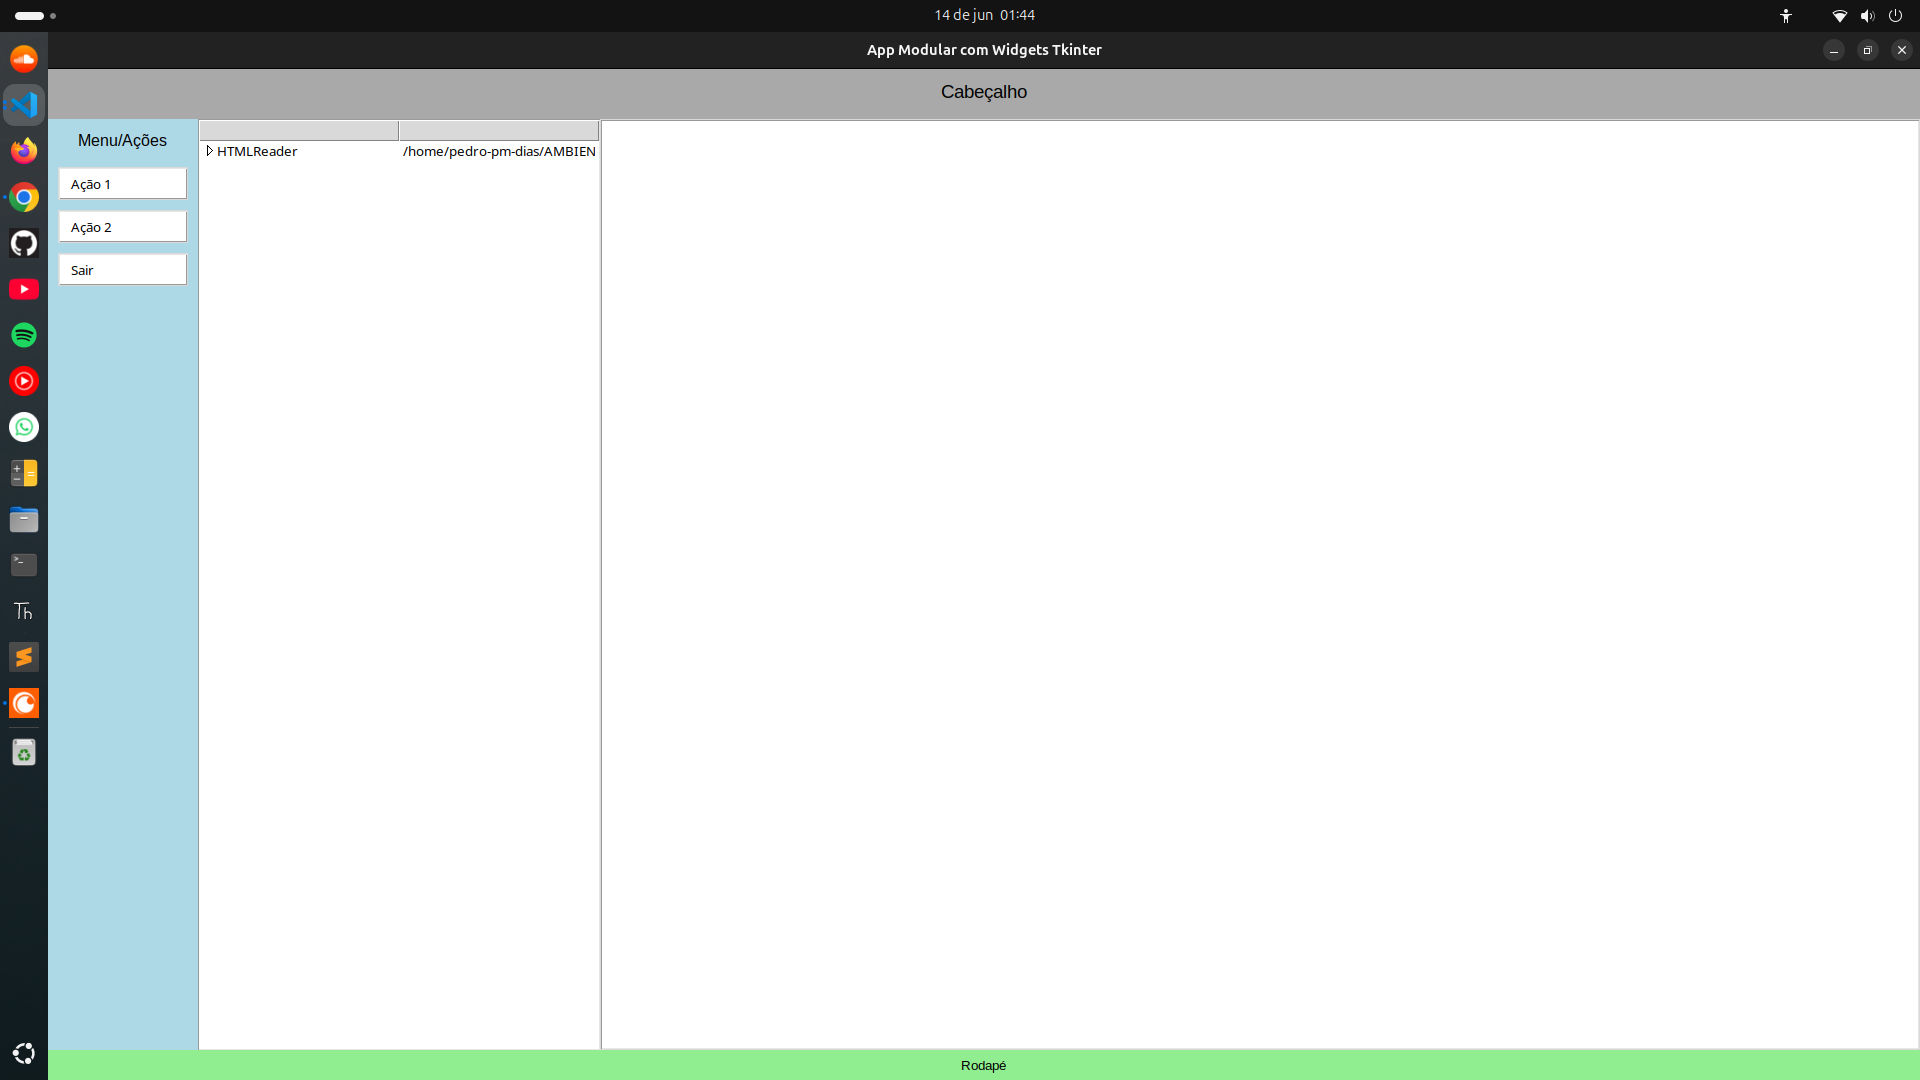 14 de jun 01:44
App Modular com Widgets Tkinter
Cabeçalho
Menu/Ações
Ação 1
Ação 2
Sair
HTMLReader /home/pedro-pm-dias/AMBIEN
Th
Rodapé